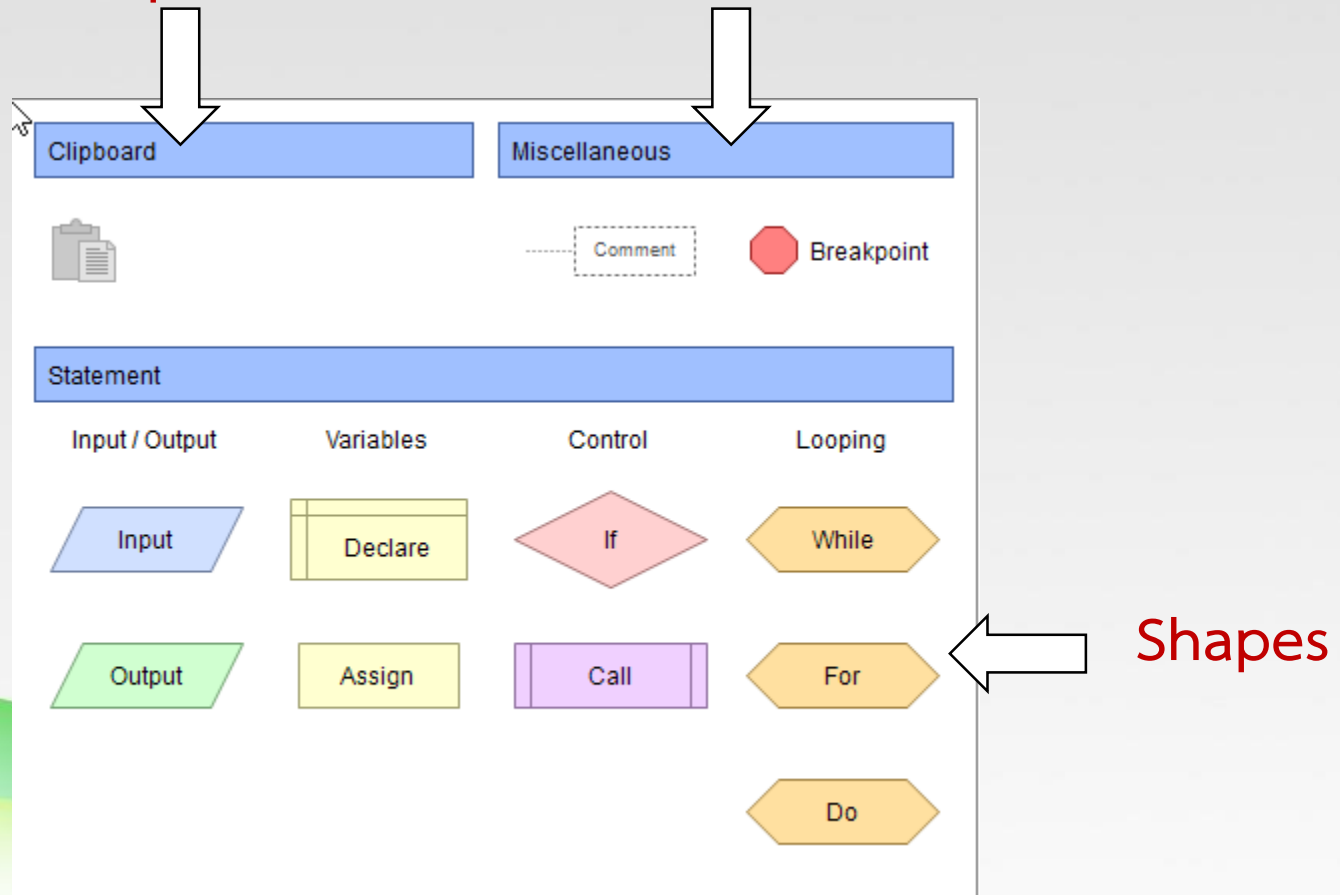 Clipboard Miscellaneous
Comment Breakpoint
Statement
Input / Output Variables Control Looping
Input Declare If While
Output Assign Call For
Shapes
Do